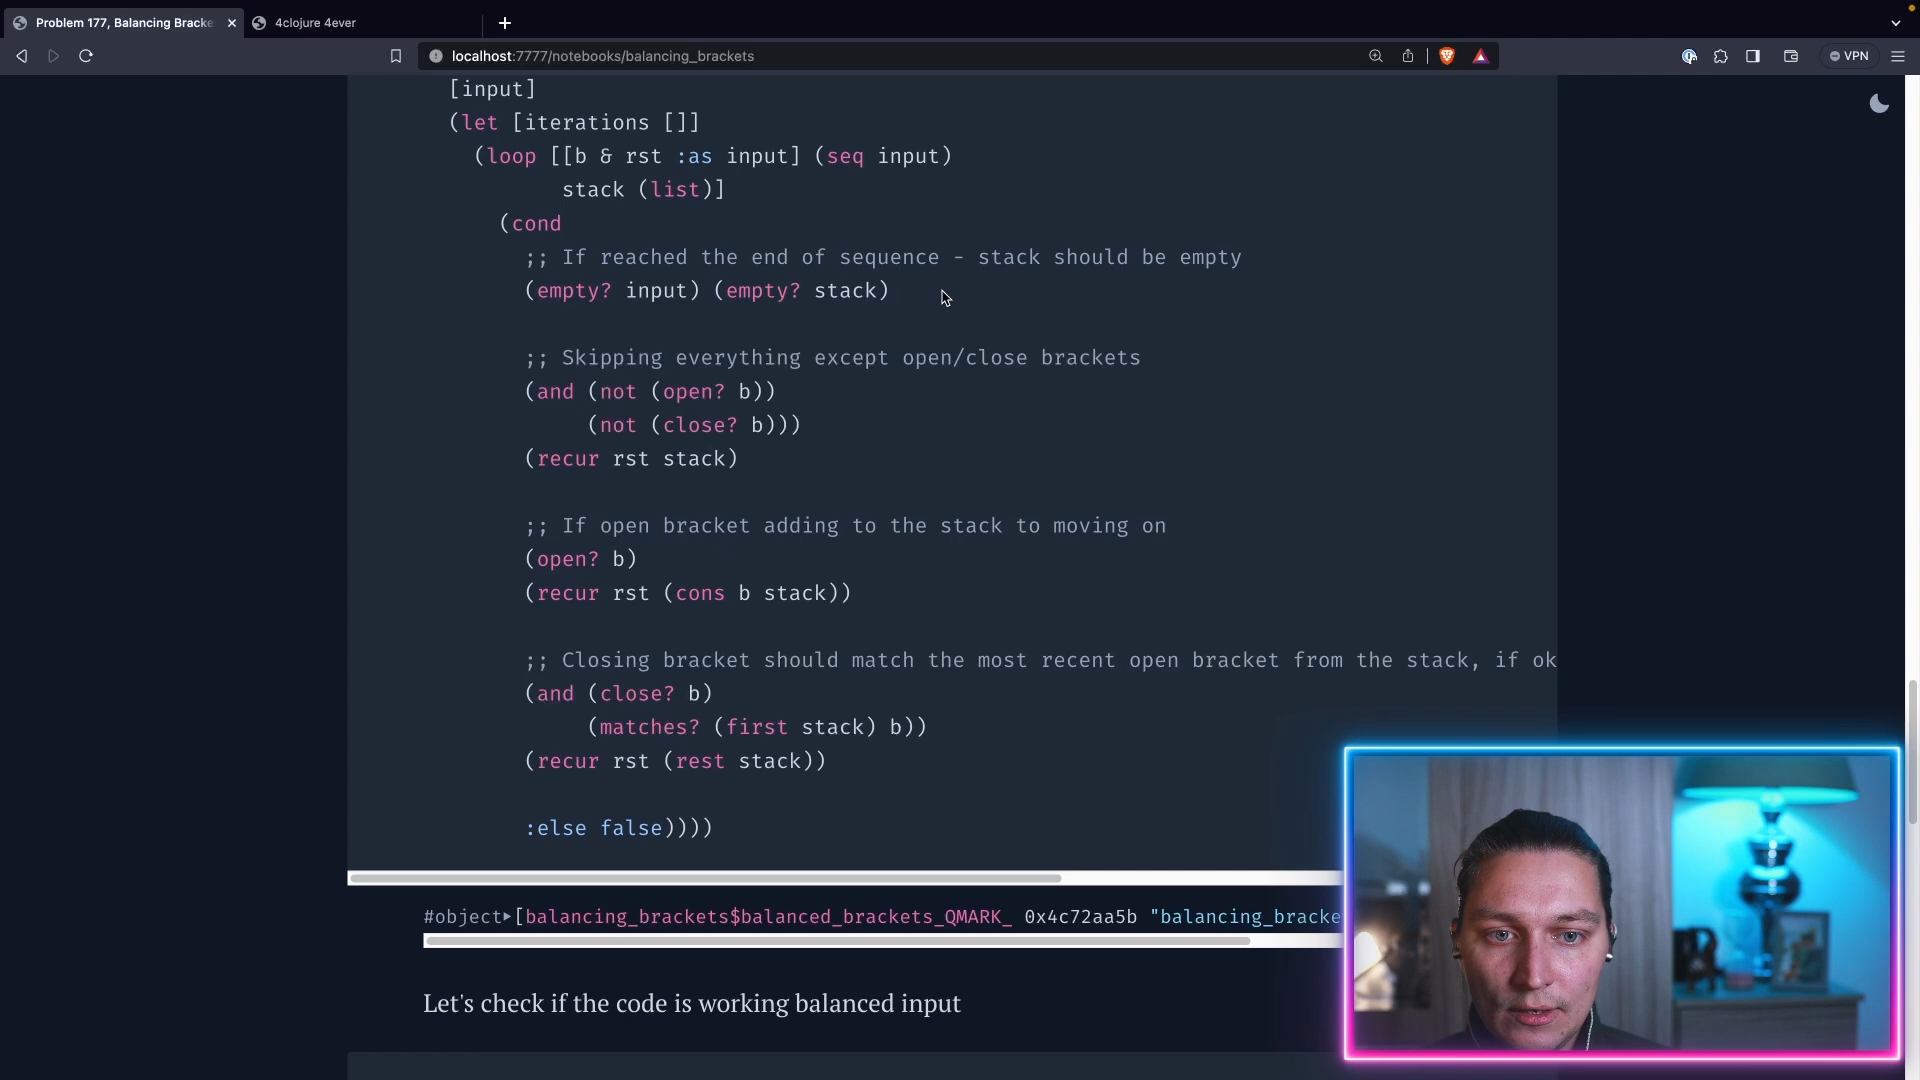 Problem 177, Balancing Bracke
4clojure 4ever
localhost:7777/notebooks/balancing_brackets
VPN
[input]
(let [iterations []]
(loop [[b & rst :as input] (seq input)
stack (list)]
(cond
;; If reached the end of sequence - stack should be empty
(empty? input) (empty? stack)
;; Skipping everything except open/close brackets
(and (not (open? b))
(not (close? b)))
(recur rst stack)
;; If open bracket adding to the stack to moving on
(open? b)
(recur rst (cons b stack))
;; Closing bracket should match the most recent open bracket from the stack, if ok
(and (close? b)
(matches? (first stack) b))
(recur rst (rest stack))
:else false))))
#object▸[balancing_brackets$balanced_brackets_QMARK_ 0x4c72aa5b "balancing_bracke
Let's check if the code is working balanced input